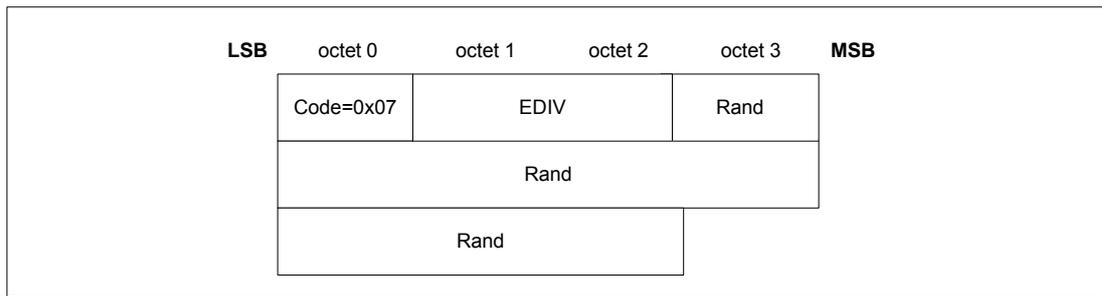 LSB octet 0 octet 1 octet 2 octet 3 MSB
Code=0x07 EDIV Rand
Rand
Rand